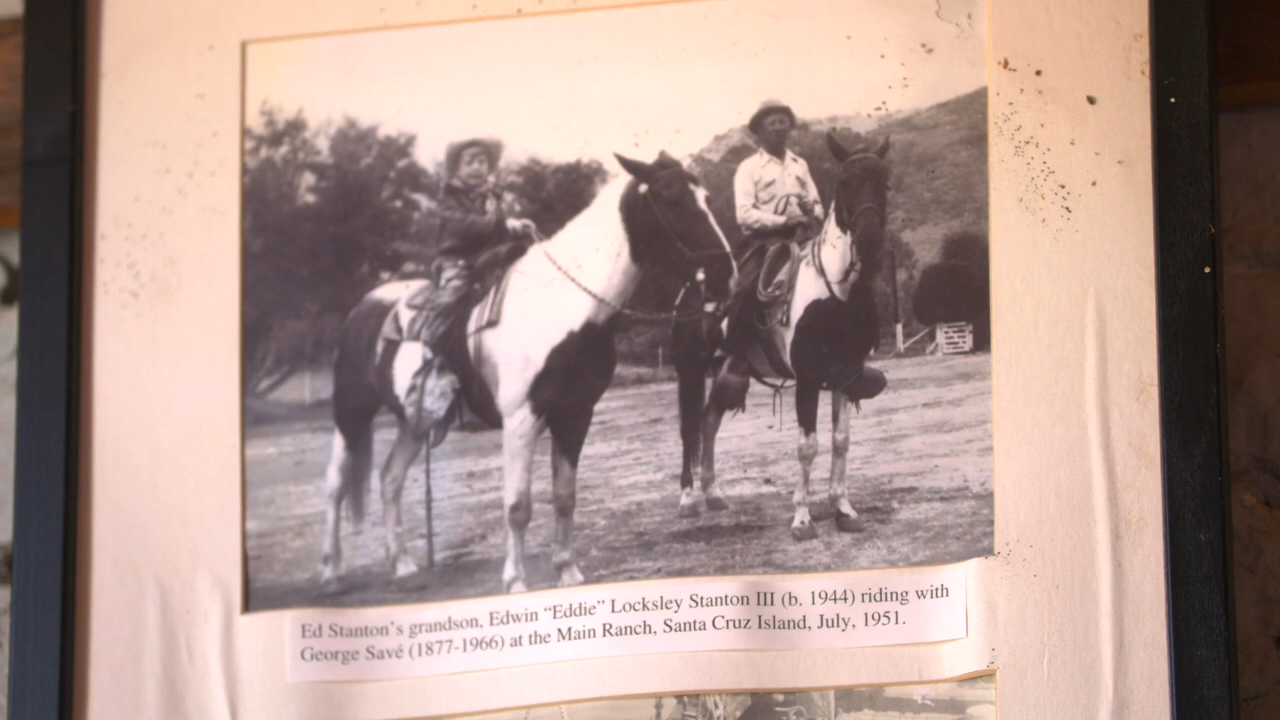 Ed Stanton's grandson, Edwin “Eddie” Locksley Stanton III (b. 1944) riding with
George Savé (1877-1966) at the Main Ranch, Santa Cruz Island, July, 1951.